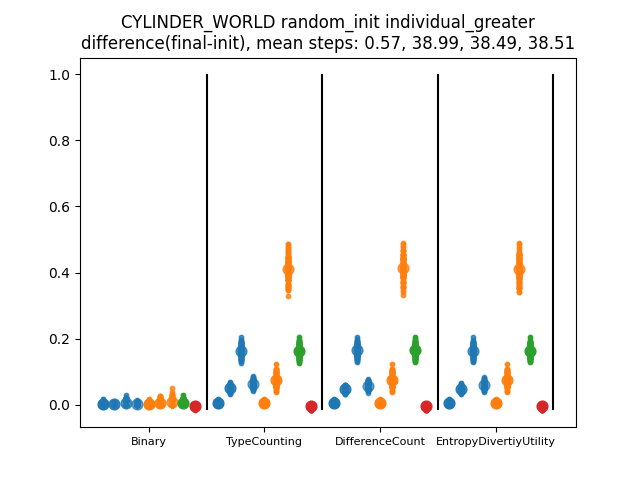 CYLINDER_WORLD random_init individual_greater
difference(final-init), mean steps: 0.57, 38.99, 38.49, 38.51
1.0
0.8
0.6
0.4
0.2
0.0
Binary TypeCounting DifferenceCount EntropyDivertiyUtility